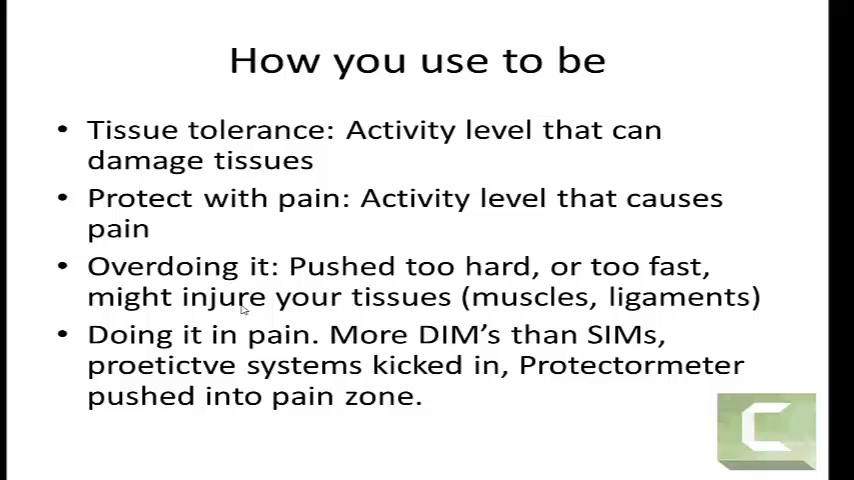 How you use to be
• Tissue tolerance: Activity level that can
damage tissues
• Protect with pain: Activity level that causes
pain
• Overdoing it: Pushed too hard, or too fast,
might injure your tissues (muscles, ligaments)
• Doing it in pain. More DIM's than SIMs,
proetictve systems kicked in, Protectormeter
pushed into pain zone.
C